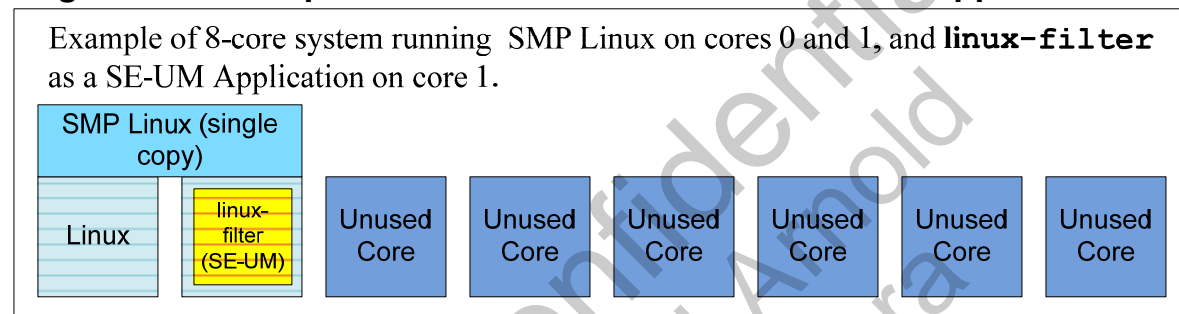 Example of 8-core system running SMP Linux on cores 0 and 1, and linux-filter
as a SE-UM Application on core 1.
SMP Linux (single
copy)
Linux
linux-
filter
(SE-UM)
Unused
Core
Unused
Core
Unused
Core
Unused
Core
Unused
Core
Unused
Core
Arnold